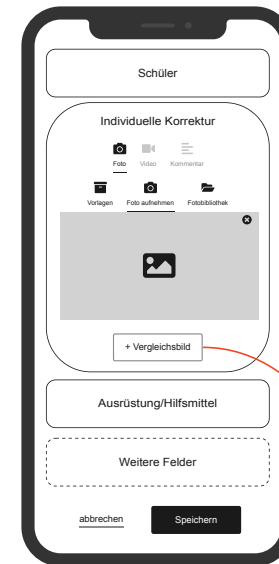 Schüler
Individuelle Korrektur
Foto Video Kommentar
Vorlagen Foto aufnehmen Fotobibliothek
+ Vergleichsbild
Ausrüstung/Hilfsmittel
Weitere Felder
abbrechen Speichern